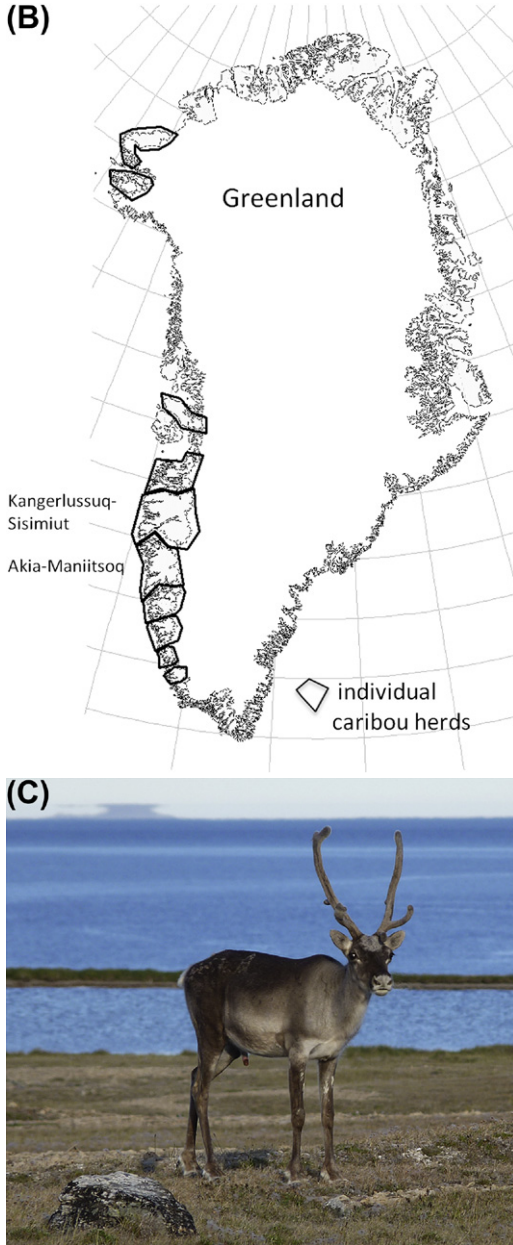 (B)
Greenland
Kangerlussuq-
Sisimiut
Akia-Maniitsoq
individual
caribou herds
(C)